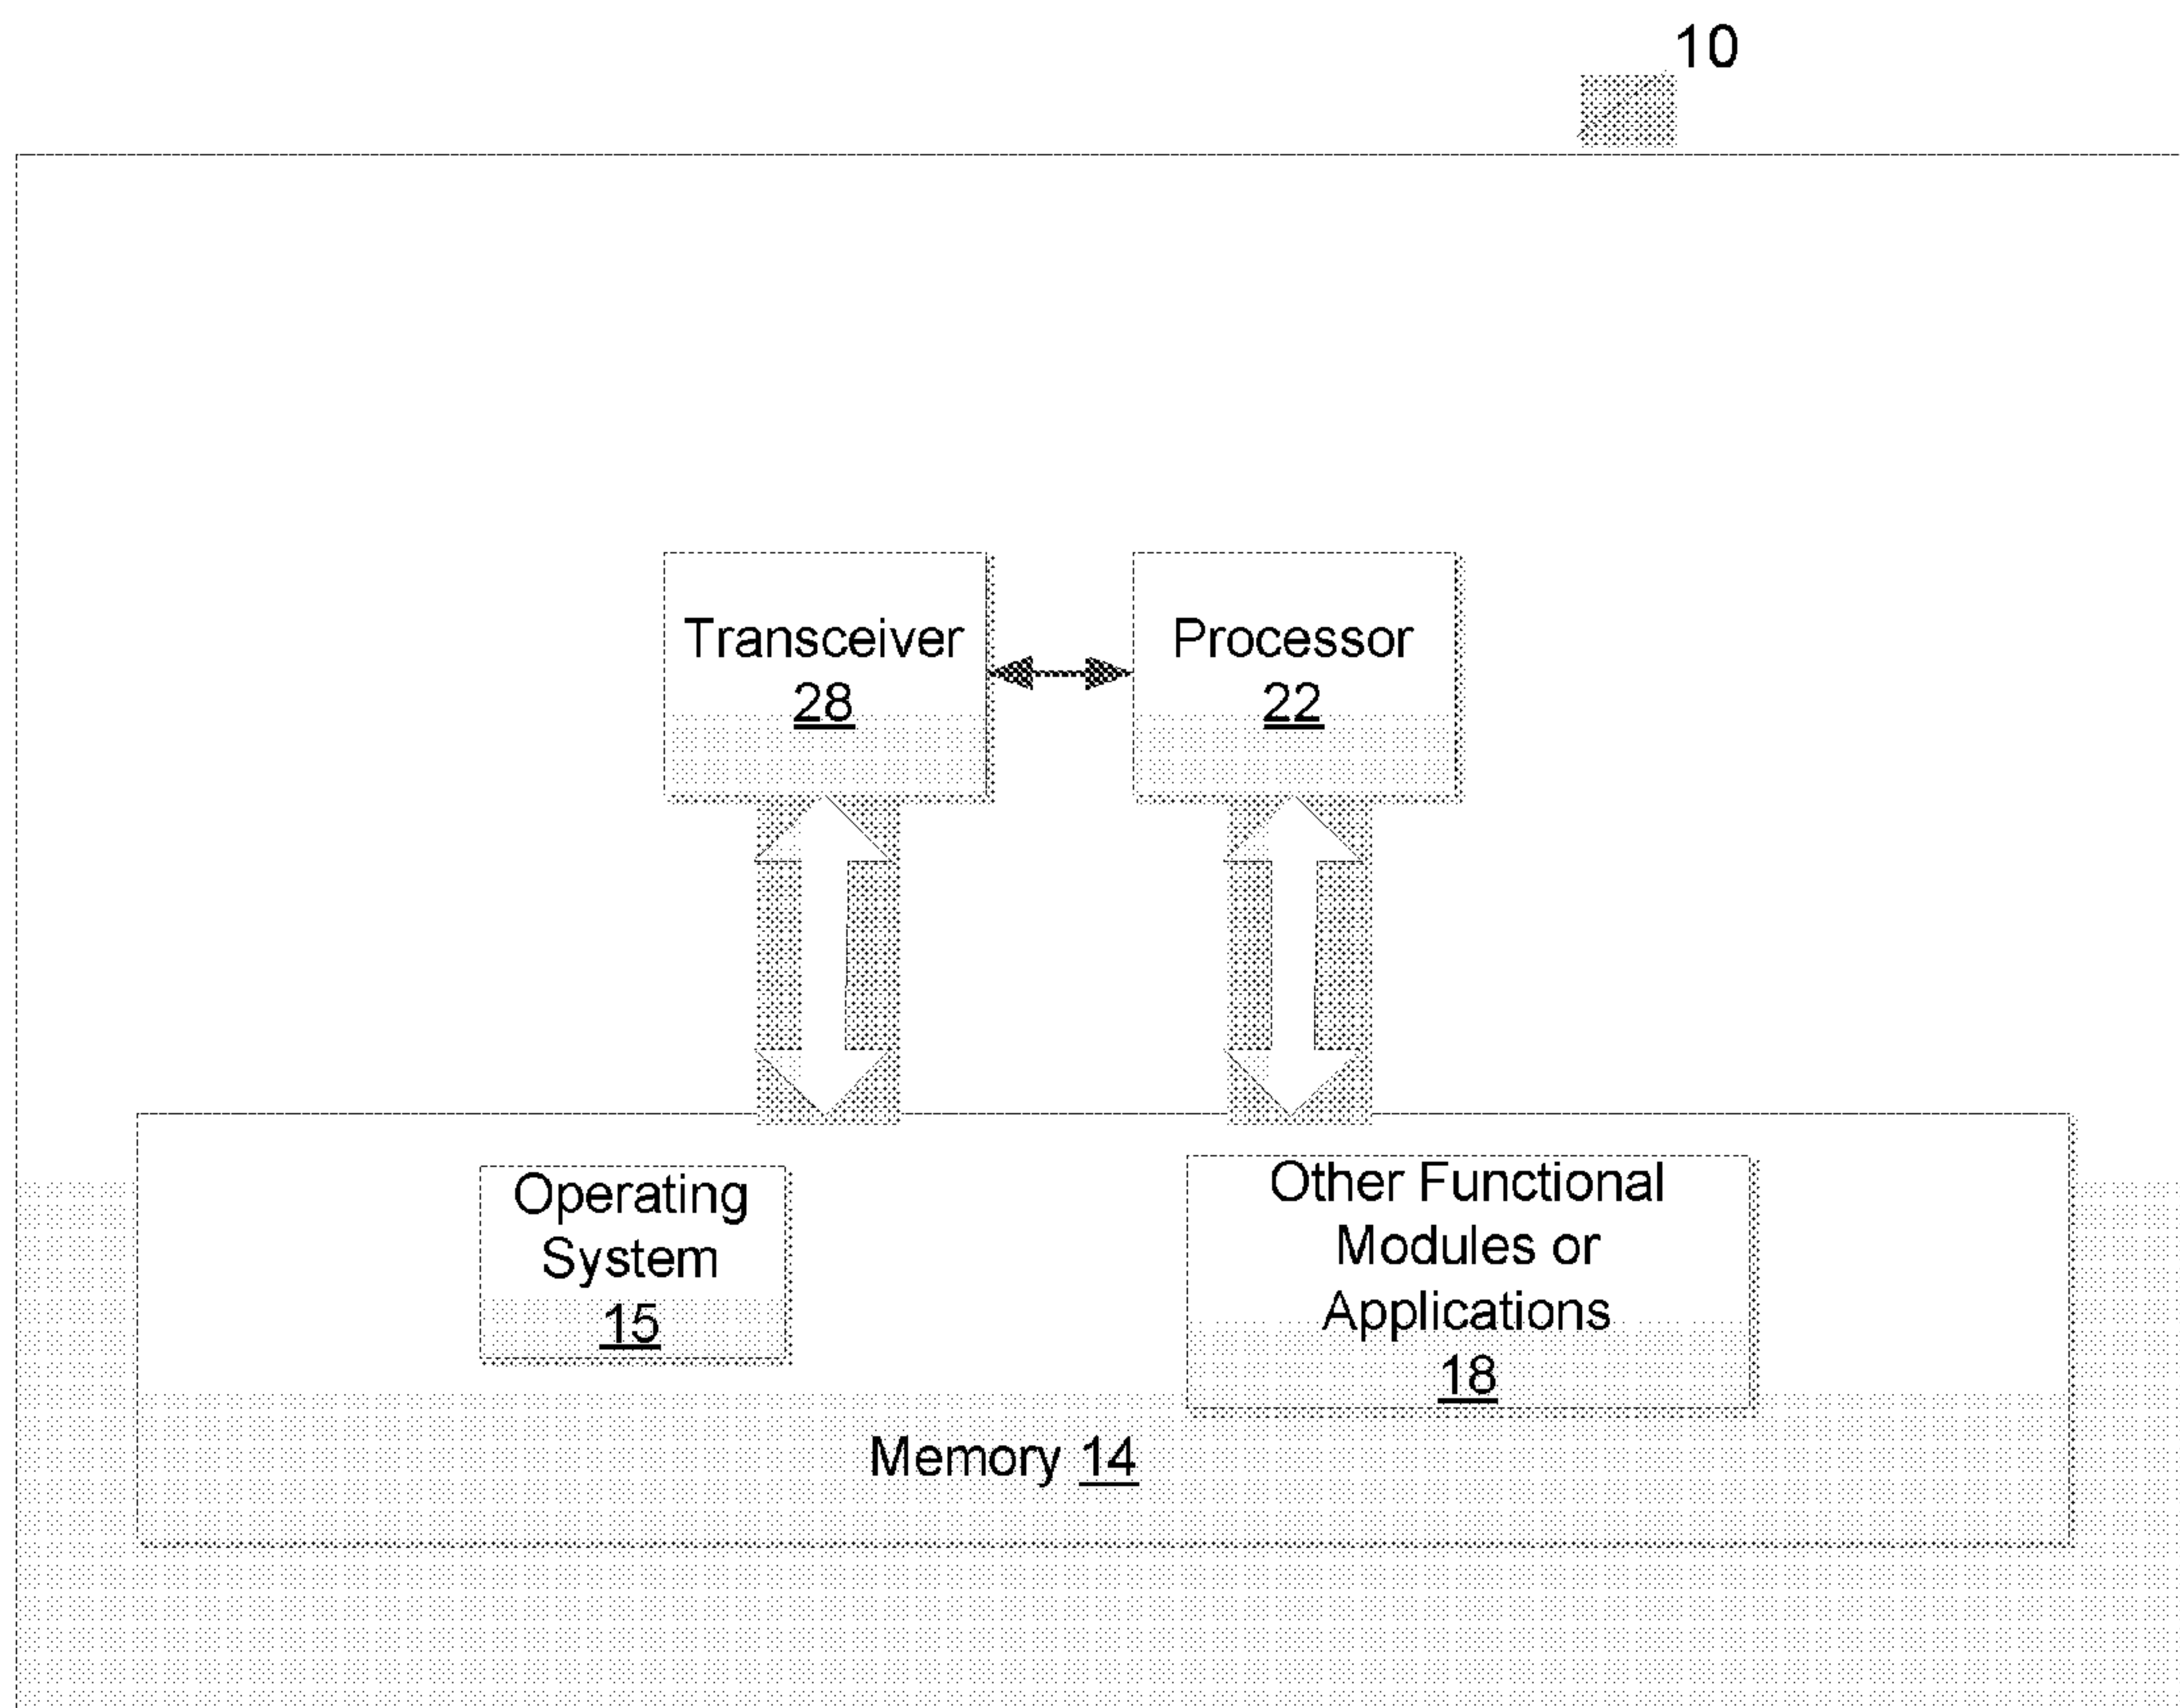 10
Transceiver
28
Processor
22
Operating
System
15
Other Functional
Modules or
Applications
18
Memory 14